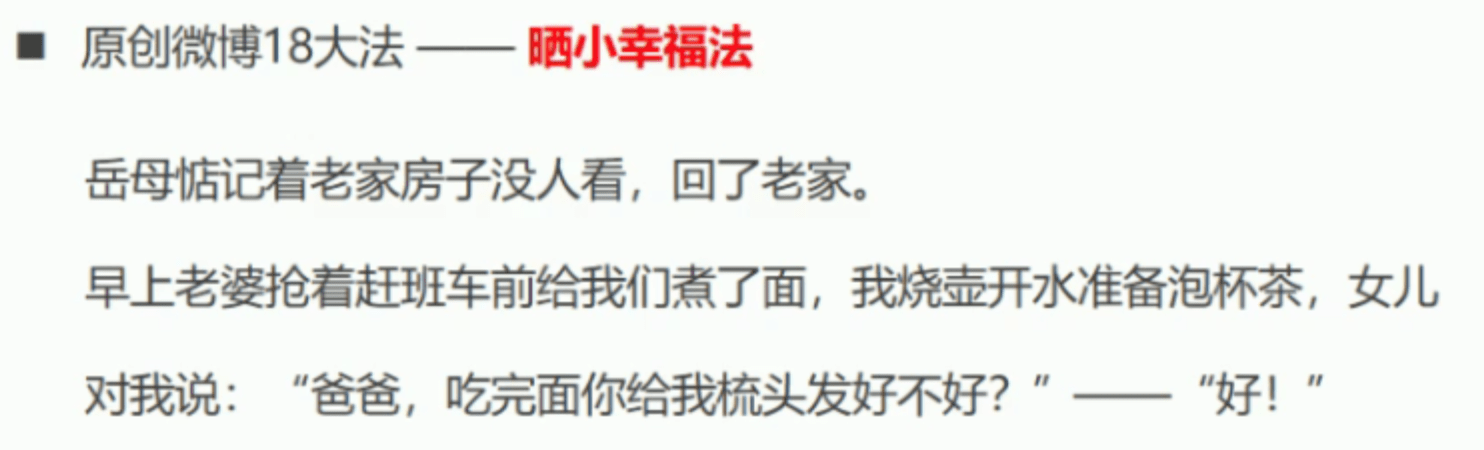 ■ 原创微博18大法 —— 晒小幸福法
岳母惦记着老家房子没人看，回了老家。
早上老婆抢着赶班车前给我们煮了面，我烧壶开水准备泡杯茶，女儿
对我说：“爸爸，吃完面你给我梳头发好不好？”——“好！”